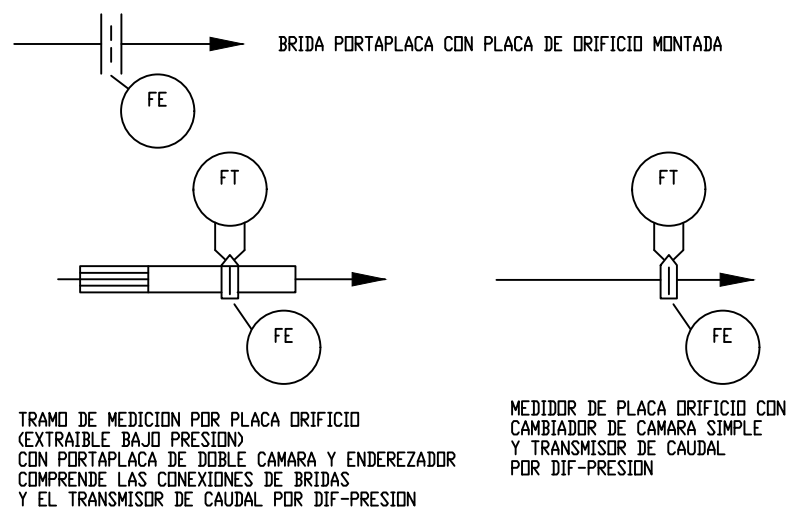 BRIDA PORTAPLACA CON PLACA DE ORIFICIO MONTADA
FE
FT
FE
TRAMO DE MEDICION POR PLACA ORIFICIO
(EXTRAIBLE BAJO PRESION)
CON PORTAPLACA DE DOBLE CAMARA Y ENDEREZADOR
COMPRENDE LAS CONEXIONES DE BRIDAS
Y EL TRANSMISOR DE CAUDAL POR DIF-PRESION
FT
FE
MEDIDOR DE PLACA ORIFICIO CON
CAMBIADOR DE CAMARA SIMPLE
Y TRANSMISOR DE CAUDAL
POR DIF-PRESION